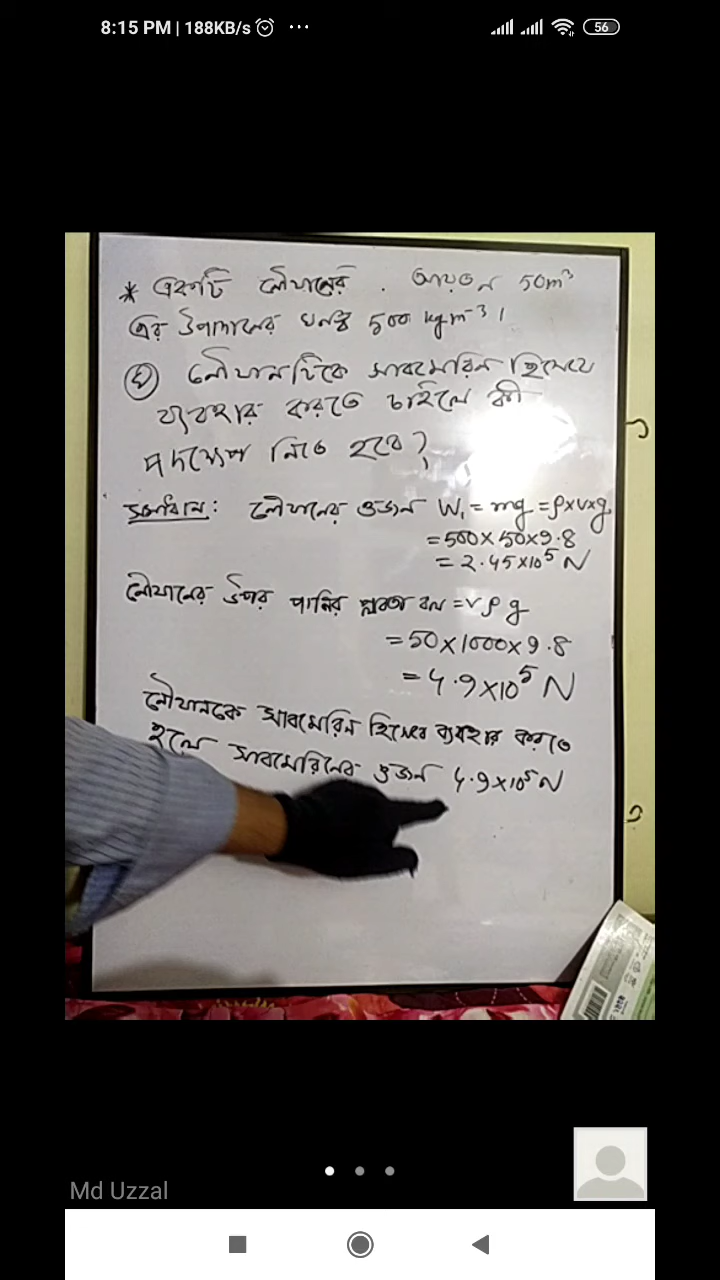 8:15 PM | 188KB/s ... 56
* একটি নৌযানের . আয়তন 50m³
এর উপাদানের ঘনত্ব 500 kgm⁻³।
(ঘ) নৌযানটিকে সাবমেরিন হিসেবে
ব্যবহার করতে চাইলে কী
পদক্ষেপ নিতে হবে?
সমাধান: নৌযানের ওজন W₁ = mg = ρ×v×g
= 500 × 50×9.8
= 2.45×10⁵ N
নৌযানের উপর পানির প্লবতা বল = vρg
= 50×1000×9.8
= 4.9×10⁵ N
নৌযানকে সাবমেরিন হিসেবে ব্যবহার করতে
হলে সাবমেরিনের ওজন 4.9×10⁵ N
Md Uzzal